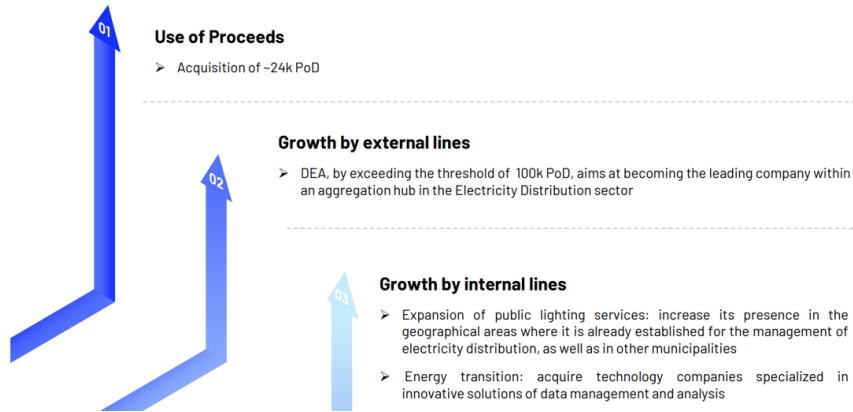 01
Use of Proceeds
➢ Acquisition of ~24k PoD
02
Growth by external lines
➢ DEA, by exceeding the threshold of 100k PoD, aims at becoming the leading company within
an aggregation hub in the Electricity Distribution sector
03
Growth by internal lines
➢ Expansion of public lighting services: increase its presence in the
geographical areas where it is already established for the management of
electricity distribution, as well as in other municipalities
➢ Energy transition: acquire technology companies specialized in
innovative solutions of data management and analysis